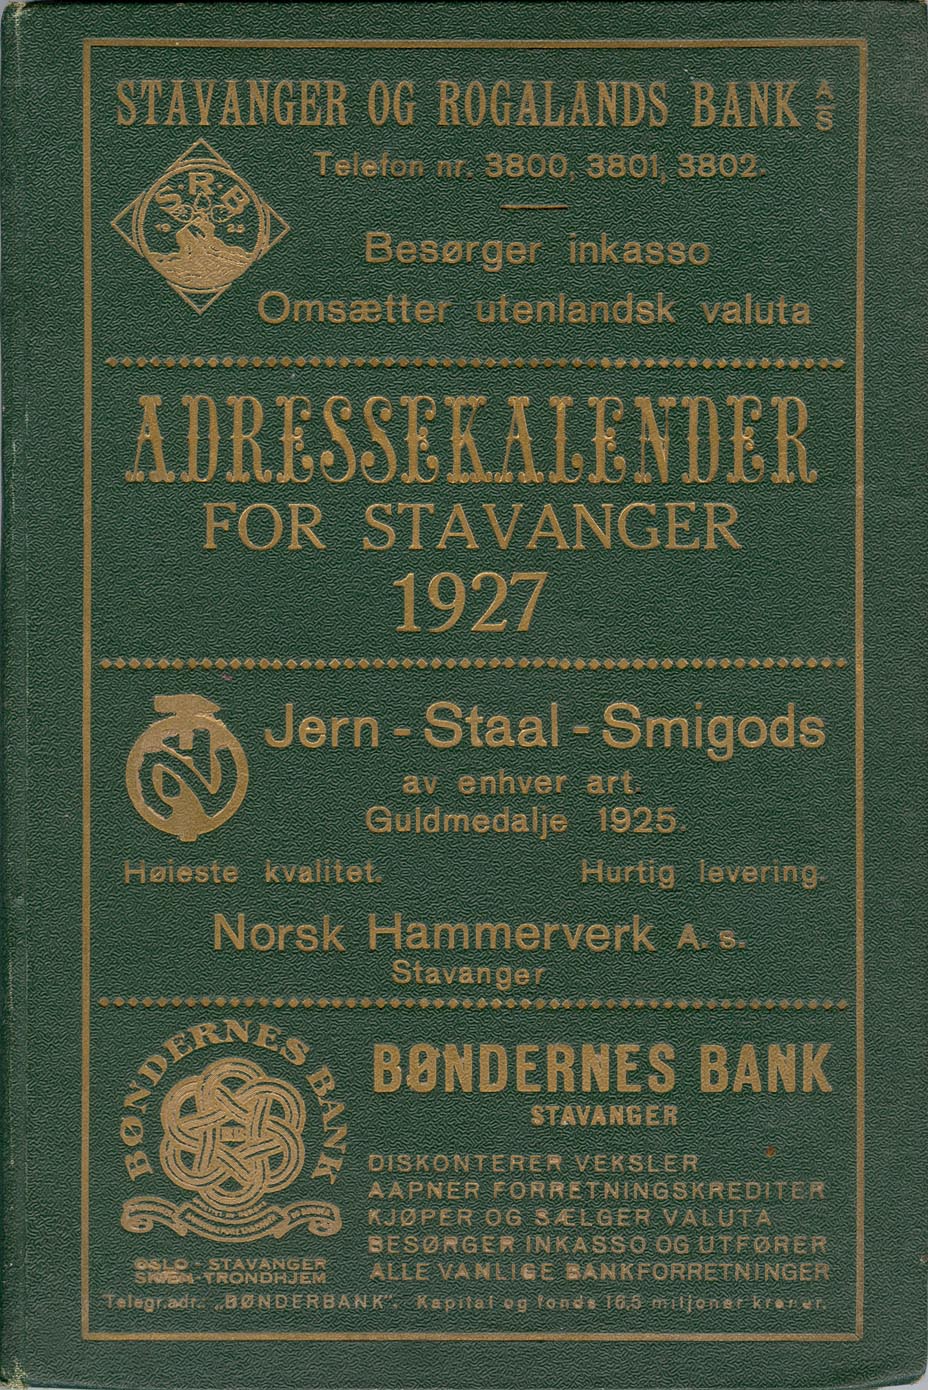 STAVANGER OG ROGALANDS BANK A/S
Telefon nr. 3800, 3801, 3802.
S·R·B
19 25
Besørger inkasso
Omsætter utenlandsk valuta
ADRESSEKALENDER
FOR STAVANGER
1927
Jern - Staal - Smigods
av enhver art.
Guldmedalje 1925.
Høieste kvalitet. Hurtig levering.
Norsk Hammerverk A. s.
Stavanger
BØNDERNES BANK
BØNDERNES BANK
STAVANGER
DISKONTERER VEKSLER
AAPNER FORRETNINGSKREDITER
KJØPER OG SÆLGER VALUTA
BESØRGER INKASSO OG UTFØRER
ALLE VANLIGE BANKFORRETNINGER
OSLO - STAVANGER
SKIEN-TRONDHJEM
Telegr.adr. „BØNDERBANK". Kapital og fonds 16,5 miljoner kroner.